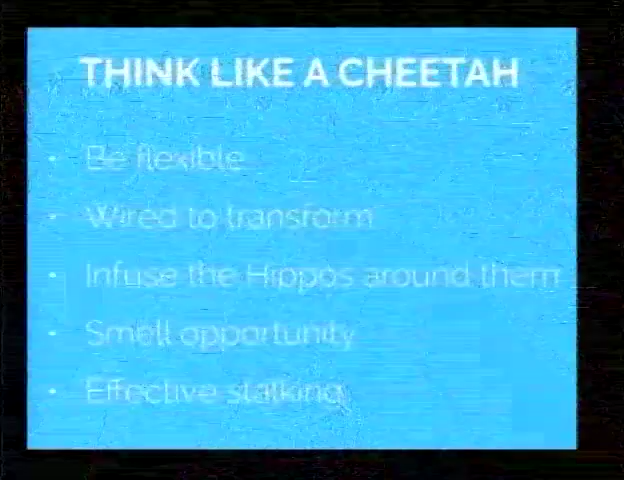 THINK LIKE A CHEETAH
• Be flexible
• Wired to transform
• Infuse the Hippos around them
• Smell opportunity
• Effective stalking